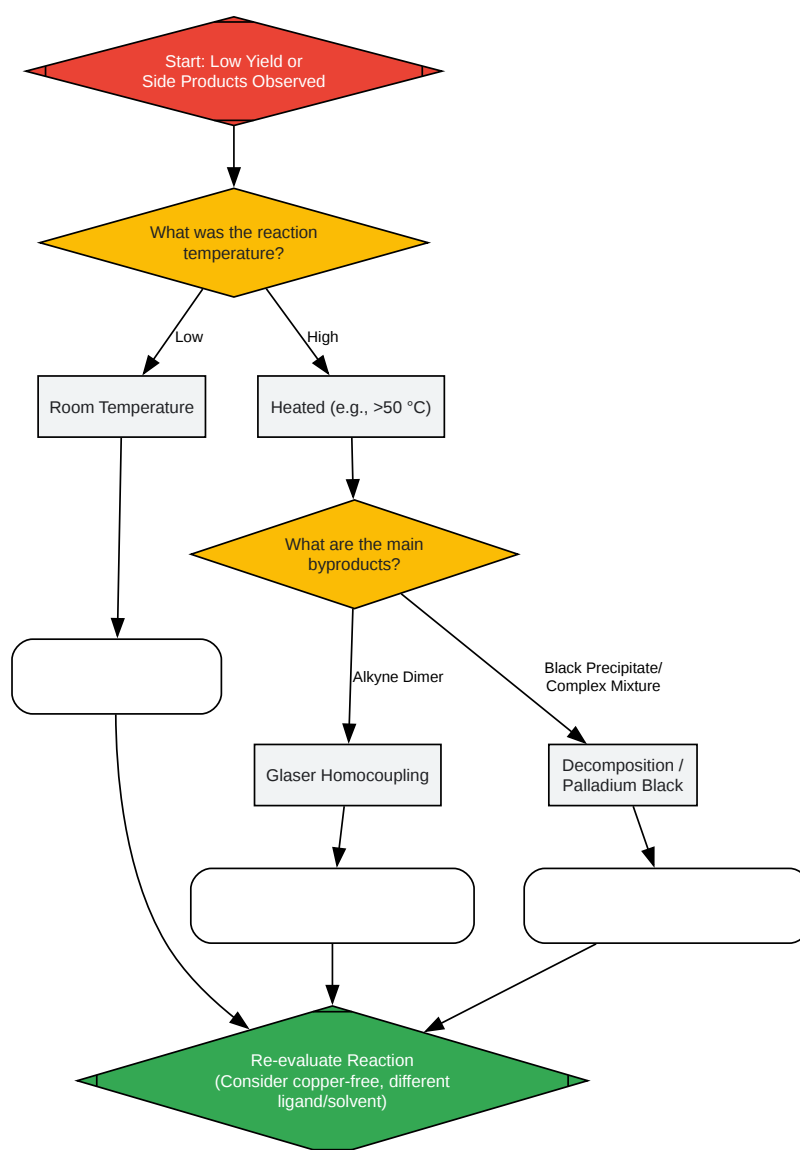 Start: Low Yield or
Side Products Observed
What was the reaction
temperature?
Low
High
Room Temperature
Heated (e.g., >50 °C)
What are the main
byproducts?
Alkyne Dimer
Black Precipitate/
Complex Mixture
Glaser Homocoupling
Decomposition /
Palladium Black
Re-evaluate Reaction
(Consider copper-free, different
ligand/solvent)